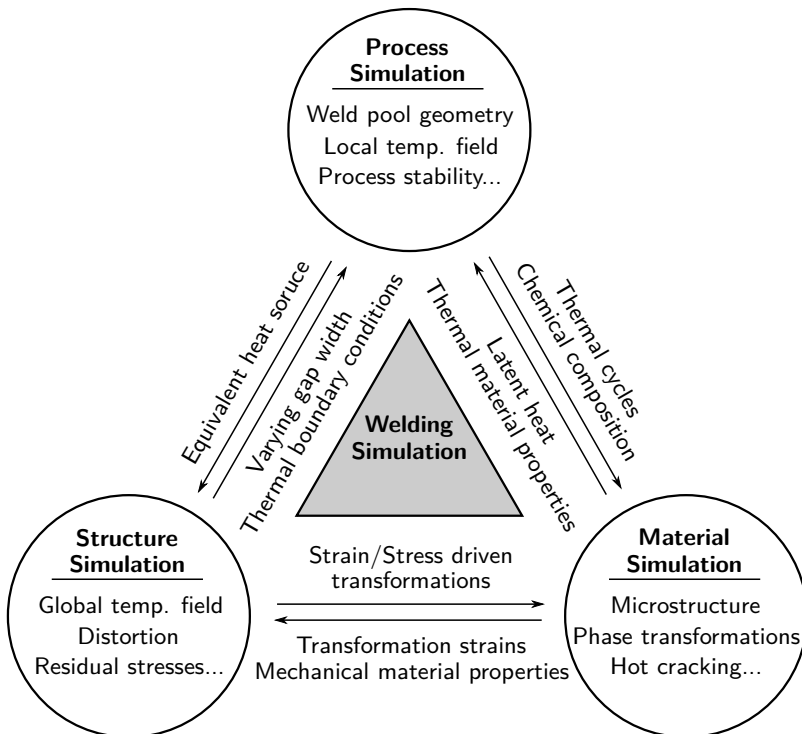 Process
Simulation
Weld pool geometry
Local temp. field
Process stability...
Equivalent heat soruce
Varying gap width
Thermal boundary conditions
Thermal cycles
Chemical composition
Latent heat
Thermal material properties
Welding
Simulation
Structure
Simulation
Global temp. field
Distortion
Residual stresses...
Strain/Stress driven
transformations
Transformation strains
Mechanical material properties
Material
Simulation
Microstructure
Phase transformations
Hot cracking...